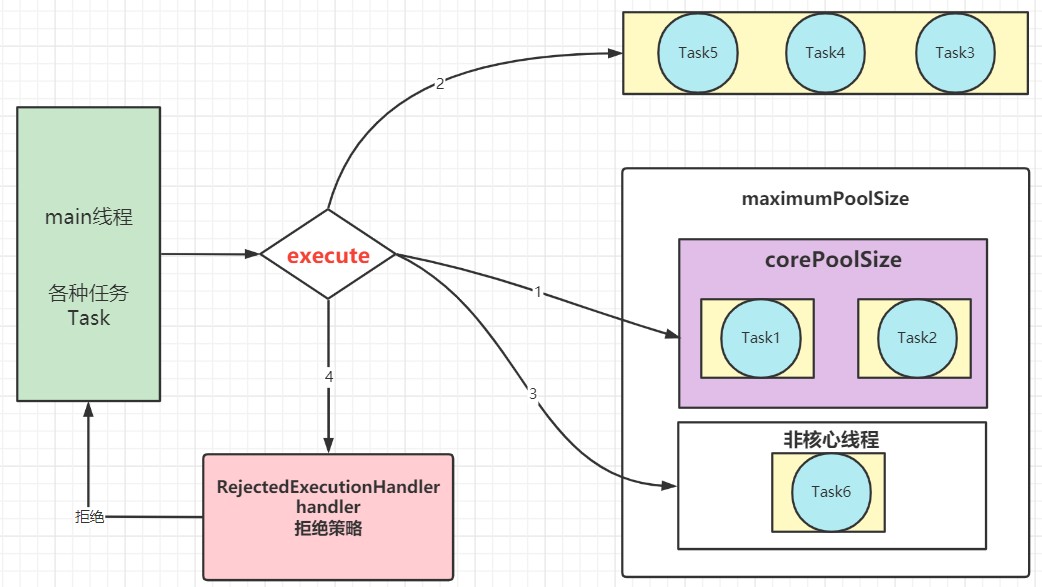 Task5
Task4
Task3
2
main线程
各种任务
Task
execute
maximumPoolSize
corePoolSize
1
Task1
Task2
4
3
非核心线程
Task6
RejectedExecutionHandler
handler
拒绝策略
拒绝